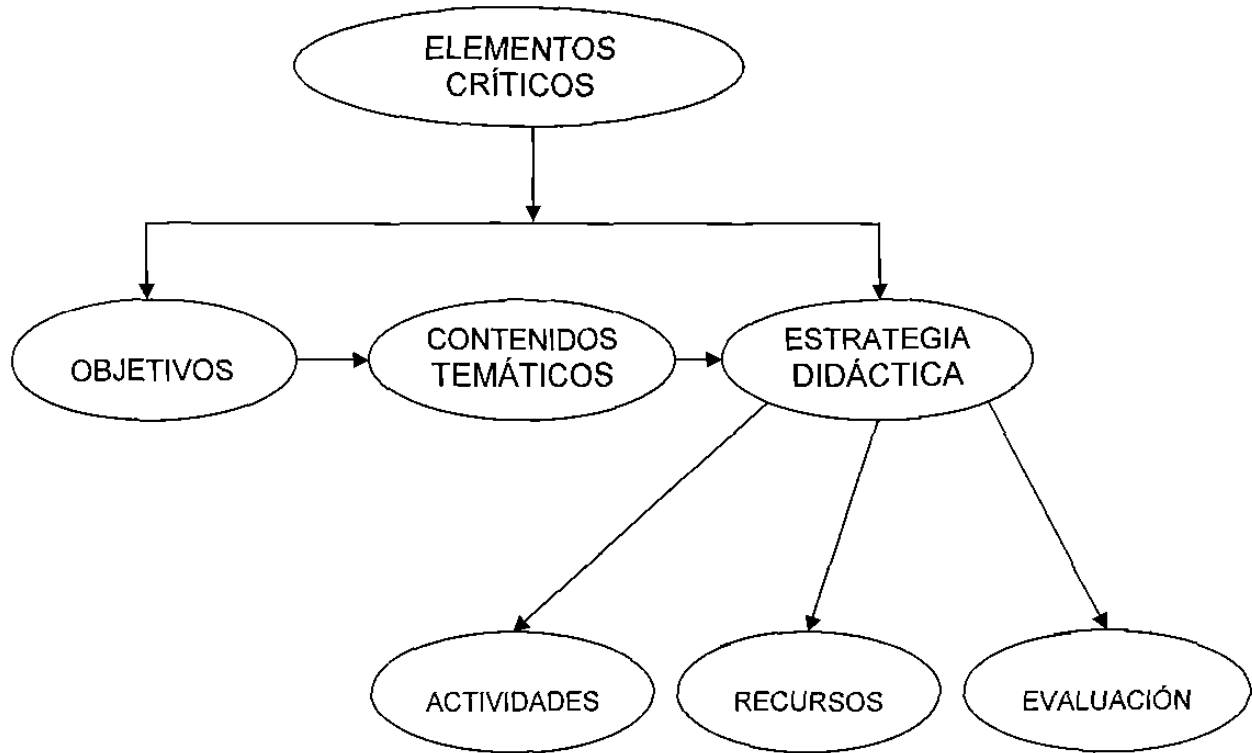 ELEMENTOS
CRÍTICOS
OBJETIVOS
CONTENIDOS
TEMÁTICOS
ESTRATEGIA
DIDÁCTICA
ACTIVIDADES
RECURSOS
EVALUACIÓN